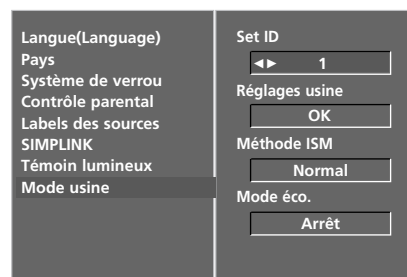 Langue(Language)
Pays
Système de verrou
Contrôle parental
Labels des sources
SIMPLINK
Témoin lumineux
Mode usine
Set ID
◄► 1
Réglages usine
OK
Méthode ISM
Normal
Mode éco.
Arrêt